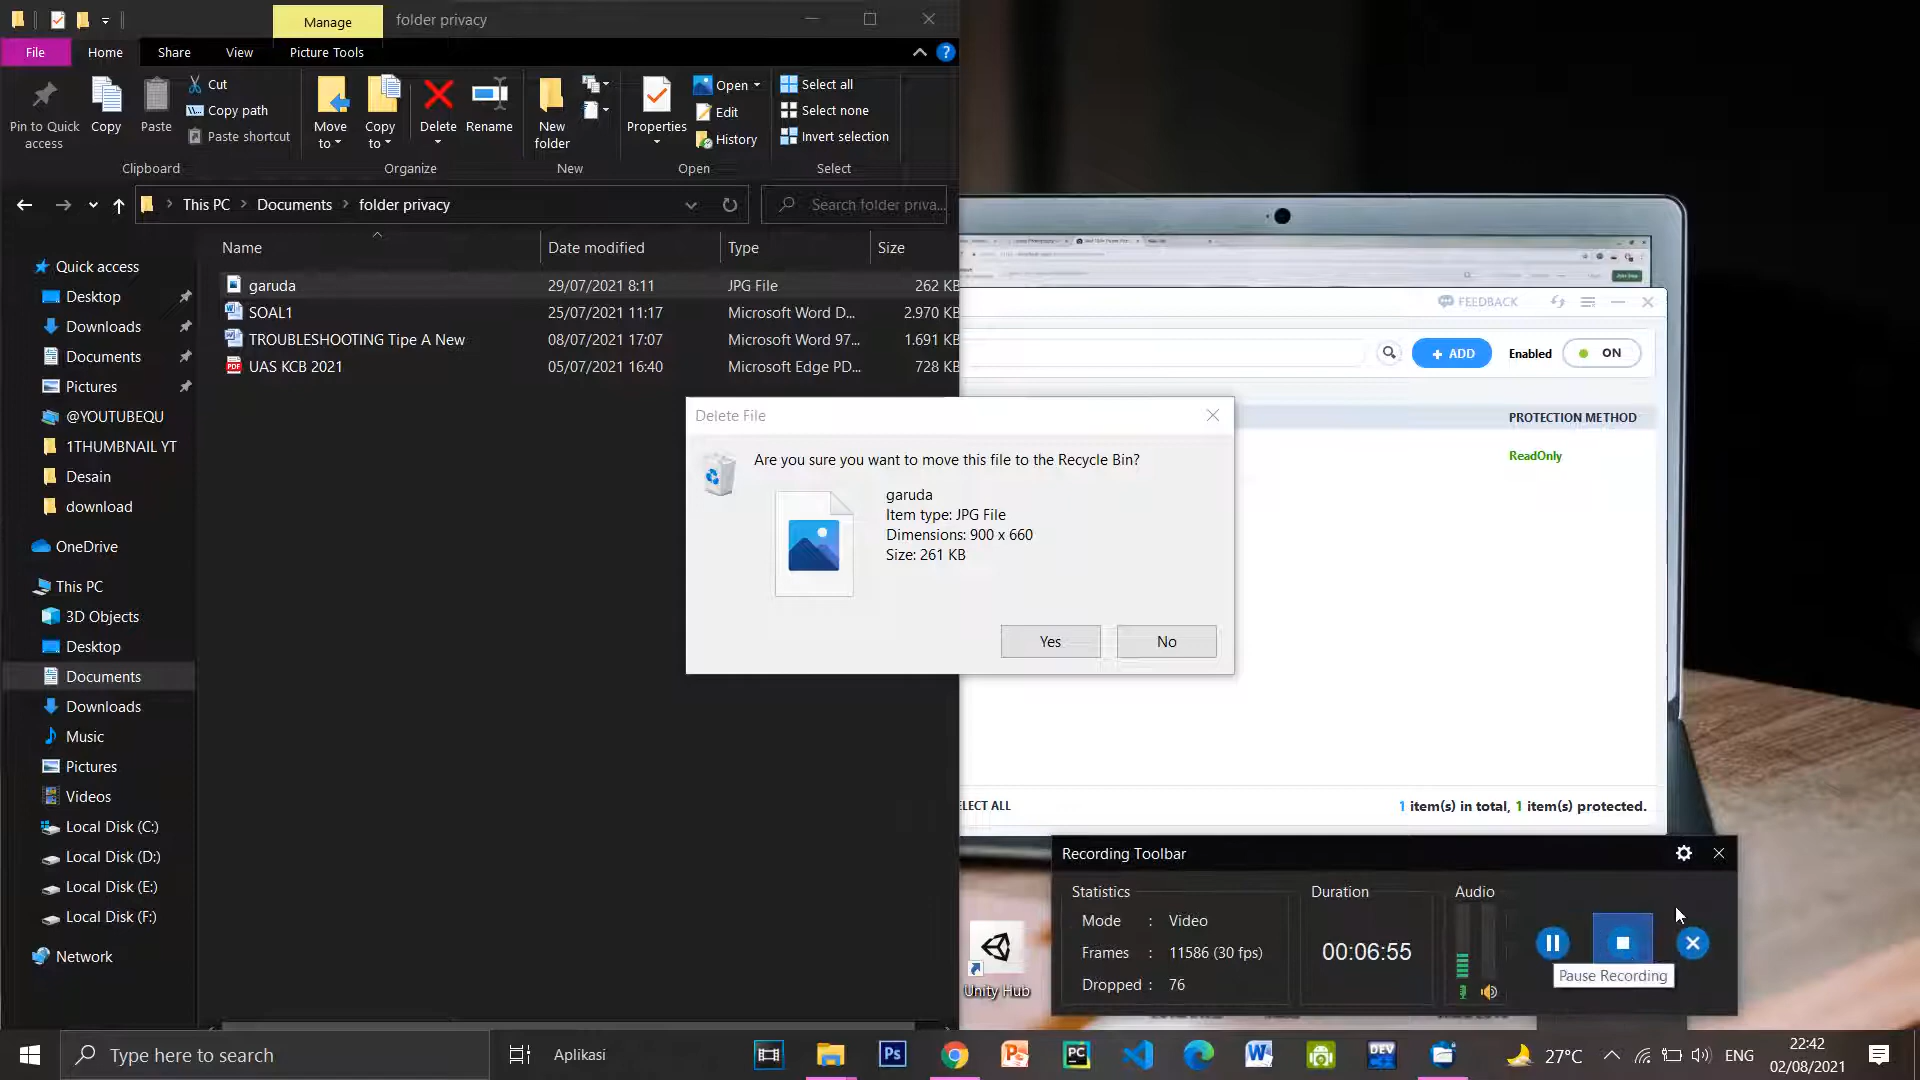 Manage
folder privacy
File
Home
Share
View
Picture Tools
Pin to Quick access
Copy
Paste
Cut
Copy path
Paste shortcut
Clipboard
Move to
Copy to
Delete
Rename
Organize
New folder
New
Properties
Open
Edit
History
Open
Select all
Select none
Invert selection
Select
This PC
Documents
folder privacy
Search folder priva...
Name
Date modified
Type
Size
garuda
29/07/2021 8:11
JPG File
262 KB
SOAL1
25/07/2021 11:17
Microsoft Word D...
2.970 KB
TROUBLESHOOTING Tipe A New
08/07/2021 17:07
Microsoft Word 97...
1.691 KB
UAS KCB 2021
05/07/2021 16:40
Microsoft Edge PD...
728 KB
Quick access
Desktop
Downloads
Documents
Pictures
@YOUTUBEQU
1THUMBNAIL YT
Desain
download
OneDrive
This PC
3D Objects
Desktop
Documents
Downloads
Music
Pictures
Videos
Local Disk (C:)
Local Disk (D:)
Local Disk (E:)
Local Disk (F:)
Network
Delete File
Are you sure you want to move this file to the Recycle Bin?
garuda
Item type: JPG File
Dimensions: 900 x 660
Size: 261 KB
Yes
No
FEEDBACK
ADD
Enabled
ON
PROTECTION METHOD
ReadOnly
ELECT ALL
1 item(s) in total, 1 item(s) protected.
Recording Toolbar
Statistics
Mode : Video
Frames : 11586 (30 fps)
Dropped : 76
Duration
00:06:55
Audio
Pause Recording
Unity Hub
Type here to search
Aplikasi
Ps
PC
DEV
27°C
ENG
22:42
02/08/2021